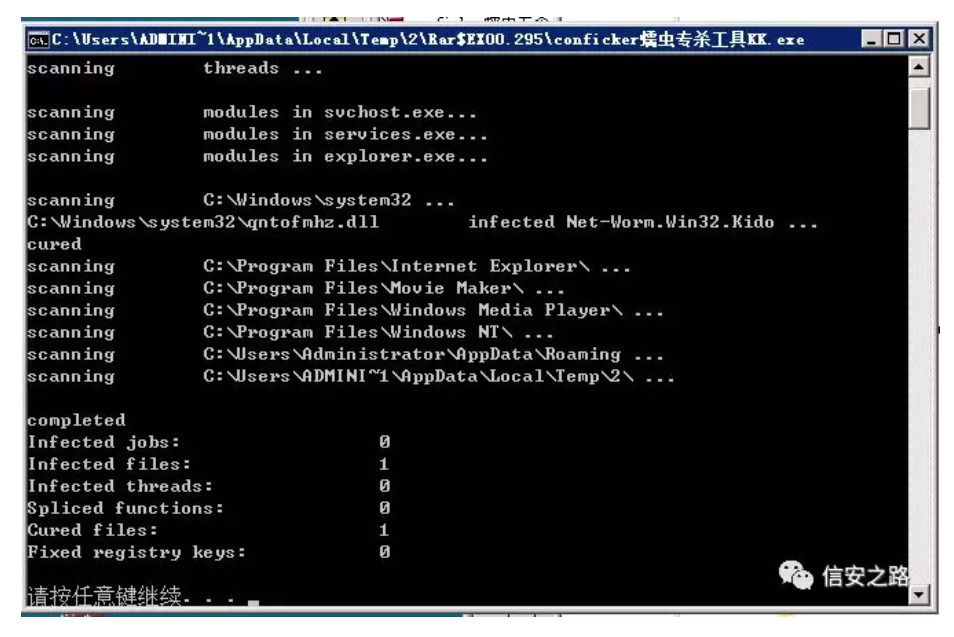 C:\Users\ADMINI~1\AppData\Local\Temp\2\Rar$EX00.295\conficker蠕虫专杀工具KK.exe
scanning threads ...
scanning modules in svchost.exe...
scanning modules in services.exe...
scanning modules in explorer.exe...
scanning C:\Windows\system32 ...
C:\Windows\system32\qntofmhz.dll infected Net-Worm.Win32.Kido ...
cured
scanning C:\Program Files\Internet Explorer\ ...
scanning C:\Program Files\Movie Maker\ ...
scanning C:\Program Files\Windows Media Player\ ...
scanning C:\Program Files\Windows NT\ ...
scanning C:\Users\Administrator\AppData\Roaming ...
scanning C:\Users\ADMINI~1\AppData\Local\Temp\2\ ...
completed
Infected jobs: 0
Infected files: 1
Infected threads: 0
Spliced functions: 0
Cured files: 1
Fixed registry keys: 0
信安之路
请按任意键继续. . .